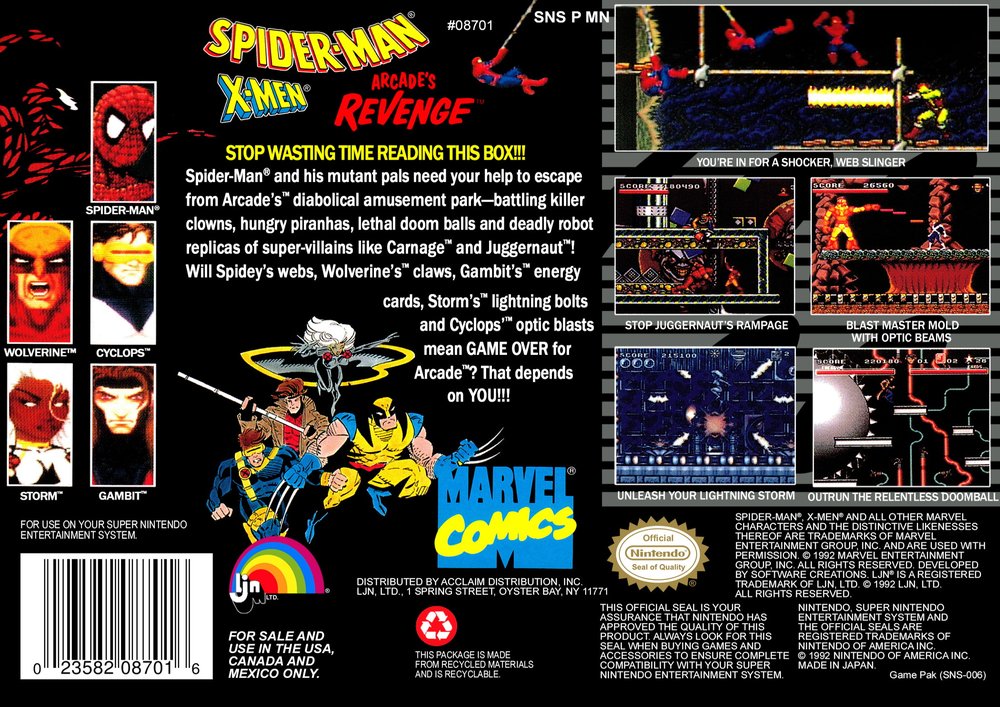 #08701
SNS P MN
SPIDER-MAN®
X-MEN®
ARCADE'S
REVENGE™
STOP WASTING TIME READING THIS BOX!!!
Spider-Man® and his mutant pals need your help to escape
from Arcade's™ diabolical amusement park—battling killer
clowns, hungry piranhas, lethal doom balls and deadly robot
replicas of super-villains like Carnage™ and Juggernaut™!
Will Spidey's webs, Wolverine's™ claws, Gambit's™ energy
cards, Storm's™ lightning bolts
and Cyclops'™ optic blasts
mean GAME OVER for
Arcade™? That depends
on YOU!!!
SPIDER-MAN®
WOLVERINE™
CYCLOPS™
STORM™
GAMBIT™
FOR USE ON YOUR SUPER NINTENDO
ENTERTAINMENT SYSTEM.
0 23582 08701 6
ljn LTD.®
FOR SALE AND
USE IN THE USA,
CANADA AND
MEXICO ONLY.
MARVEL®
COMICS
DISTRIBUTED BY ACCLAIM DISTRIBUTION, INC.
LJN, LTD., 1 SPRING STREET, OYSTER BAY, NY 11771
THIS PACKAGE IS MADE
FROM RECYCLED MATERIALS
AND IS RECYCLABLE.
YOU'RE IN FOR A SHOCKER, WEB SLINGER
SCORE 180490
STOP JUGGERNAUT'S RAMPAGE
SCORE 26560
BLAST MASTER MOLD
WITH OPTIC BEAMS
SCORE 215100
UNLEASH YOUR LIGHTNING STORM
SCORE 220180
OUTRUN THE RELENTLESS DOOMBALL
Official
Nintendo®
Seal of Quality
SPIDER-MAN®, X-MEN® AND ALL OTHER MARVEL
CHARACTERS AND THE DISTINCTIVE LIKENESSES
THEREOF ARE TRADEMARKS OF MARVEL
ENTERTAINMENT GROUP, INC. AND ARE USED WITH
PERMISSION. © 1992 MARVEL ENTERTAINMENT
GROUP, INC. ALL RIGHTS RESERVED. DEVELOPED
BY SOFTWARE CREATIONS. LJN® IS A REGISTERED
TRADEMARK OF LJN, LTD. © 1992 LJN, LTD.
ALL RIGHTS RESERVED.
THIS OFFICIAL SEAL IS YOUR
ASSURANCE THAT NINTENDO HAS
APPROVED THE QUALITY OF THIS
PRODUCT. ALWAYS LOOK FOR THIS
SEAL WHEN BUYING GAMES AND
ACCESSORIES TO ENSURE COMPLETE
COMPATIBILITY WITH YOUR SUPER
NINTENDO ENTERTAINMENT SYSTEM.
NINTENDO, SUPER NINTENDO
ENTERTAINMENT SYSTEM AND
THE OFFICIAL SEALS ARE
REGISTERED TRADEMARKS OF
NINTENDO OF AMERICA INC.
© 1992 NINTENDO OF AMERICA INC.
MADE IN JAPAN.
Game Pak (SNS-006)